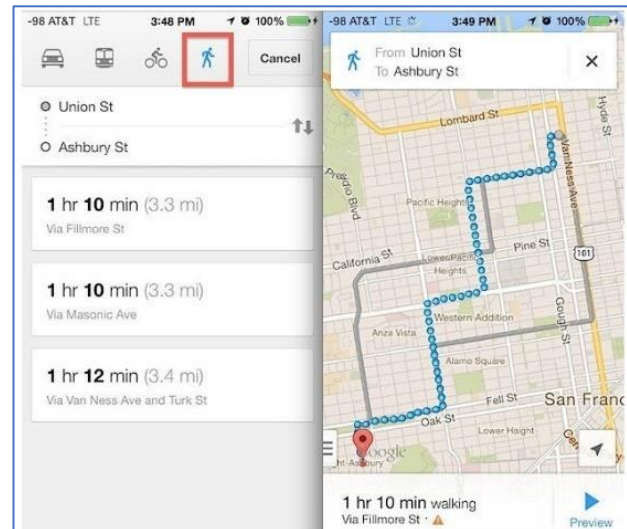 -98 AT&T LTE 3:48 PM 100%
Cancel
Union St
Ashbury St
1 hr 10 min (3.3 mi)
Via Fillmore St
1 hr 10 min (3.3 mi)
Via Masonic Ave
1 hr 12 min (3.4 mi)
Via Van Ness Ave and Turk St
-98 AT&T LTE 3:49 PM 100%
From Union St
To Ashbury St
Lombard St
Hyde St
Van Ness Ave
Presidio Blvd
Pacific Heights
Pine St
California St
Lower Pacific
Heights
101
Gough St
Western Addition
Anza Vista
Alamo Square
Fell St
San Franc
Oak St
Lower Haight
Google
ht-Ashbury
1 hr 10 min walking
Via Fillmore St
Preview